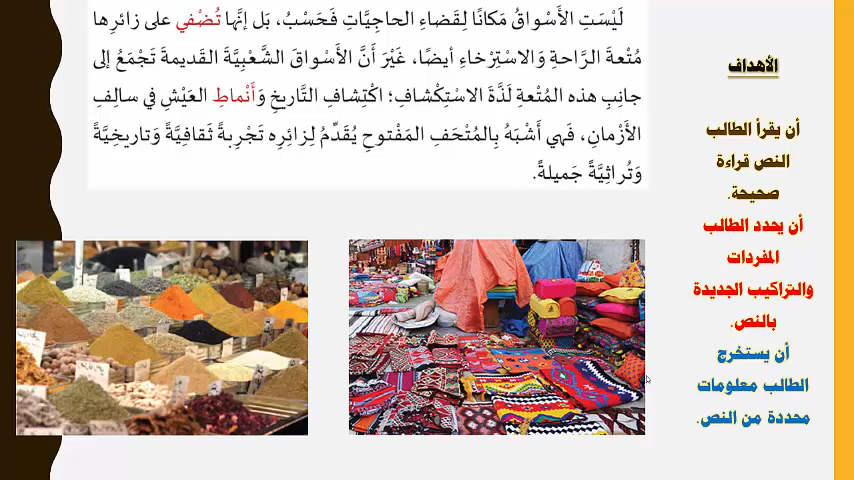 لَيْسَتِ الأَسْواقُ مَكانًا لِقَضاءِ الحاجِيَّاتِ فَحَسْبُ، بَل إنَّها تُضْفي على زائرِها
مُتْعةَ الرَّاحةِ وَالاسْتِرْخاءِ أيضًا، غَيْرَ أَنَّ الأَسْواقَ الشَّعْبِيَّةَ القَديمةَ تَجْمَعُ إلى
جانِبِ هذه المُتْعةِ لَذَّةَ الاسْتِكْشافِ؛ اكْتِشافِ التَّاريخِ وَأَنْماطِ العَيْشِ في سالِفِ
الأَزْمانِ، فَهي أَشْبَهُ بِالمُتْحَفِ المَفْتوحِ يُقَدِّمُ لِزائِرِه تَجْرِبةً ثَقافِيَّةً وَتاريخِيَّةً
وَتُراثِيَّةً جَميلةً.
الأهداف
أن يقرأ الطالب
النص قراءة
صحيحة.
أن يحدد الطالب
المفردات
والتراكيب الجديدة
بالنص.
أن يستخرج
الطالب معلومات
محددة من النص.